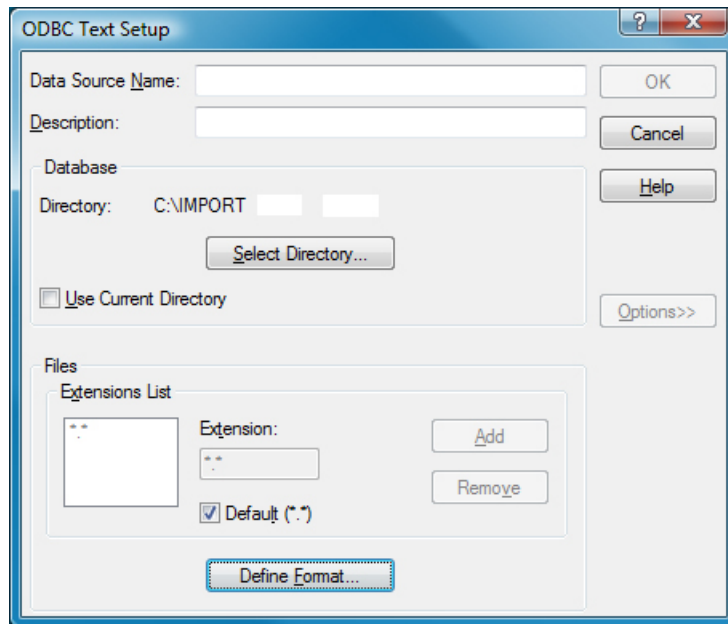 ODBC Text Setup
Data Source Name:
OK
Description:
Cancel
Database
Help
Directory: C:\IMPORT
Select Directory...
Use Current Directory
Options>>
Files
Extensions List
*.*
Extension:
Add
*.*
Remove
Default (*.*)
Define Format...